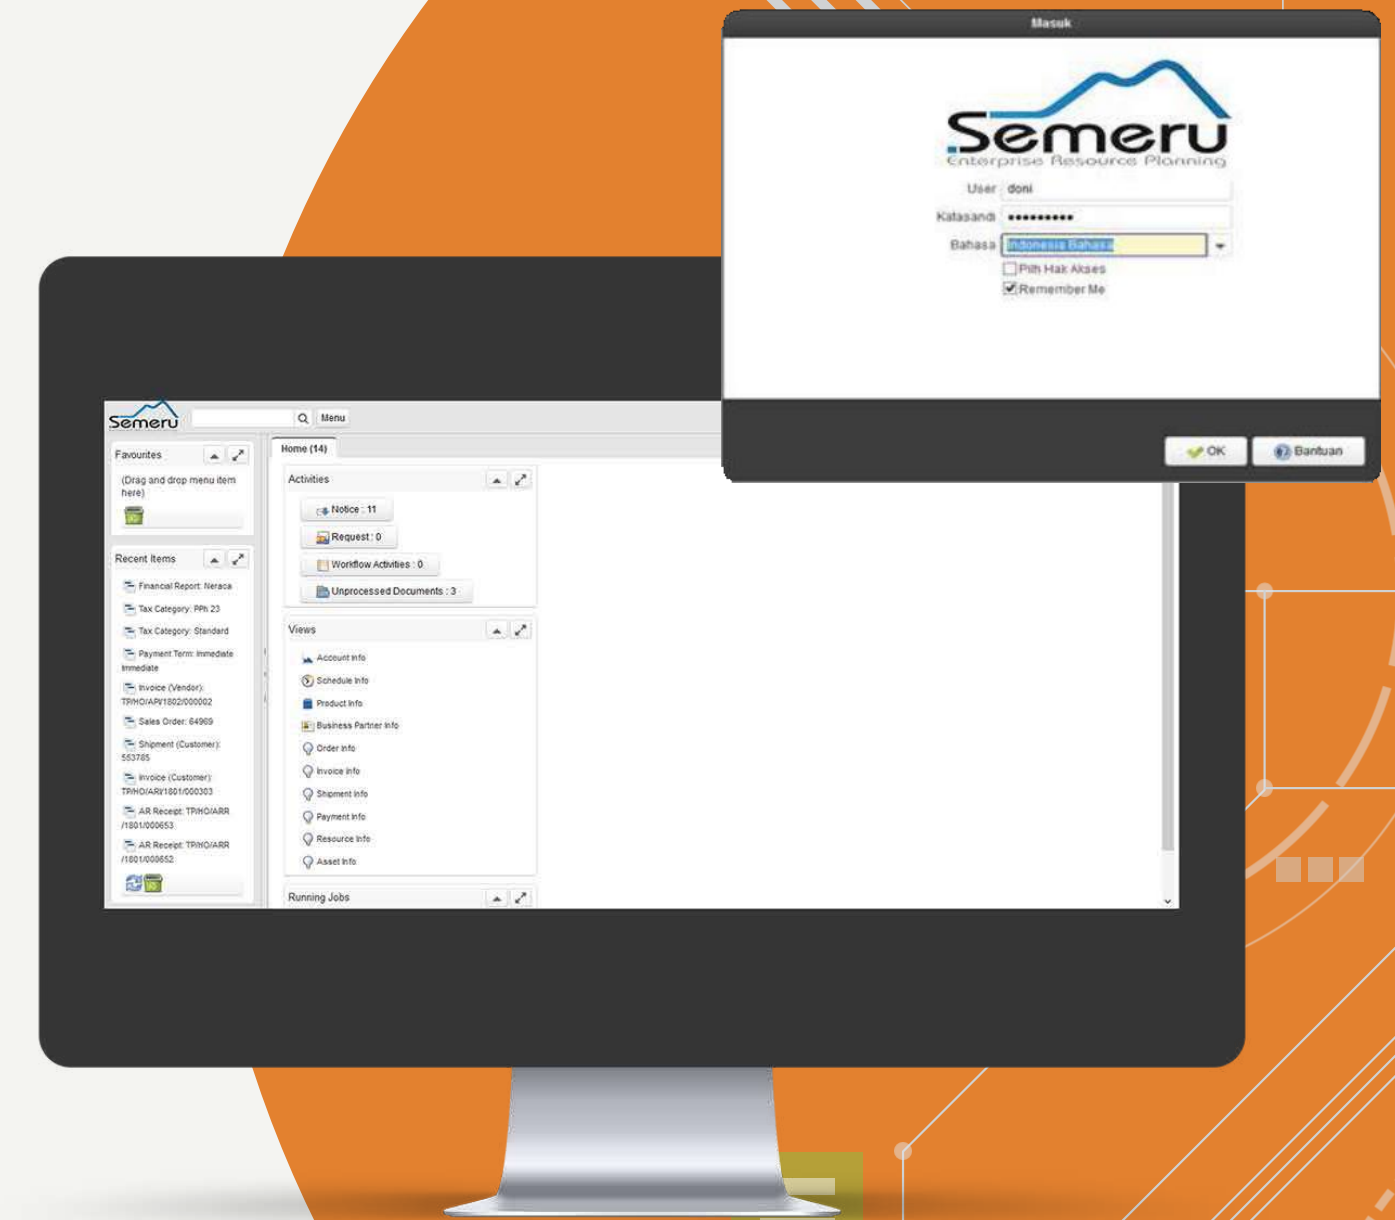 Masuk
Semeru
Enterprise Resource Planning
User doni
Katasandi •••••••••
Bahasa Indonesia Bahasa
Pilih Hak Akses
Remember Me
OK
Bantuan
Semeru
Menu
Favourites
(Drag and drop menu item
here)
Recent Items
Financial Report: Neraca
Tax Category: PPh 23
Tax Category: Standard
Payment Term: Immediate
Immediate
Invoice (Vendor):
TP/HO/API/1802/000002
Sales Order: 64969
Shipment (Customer):
553785
Invoice (Customer):
TP/HO/ARI/1801/000303
AR Receipt: TP/HO/ARR
/1801/000653
AR Receipt: TP/HO/ARR
/1801/000652
Home (14)
Activities
Notice : 11
Request : 0
Workflow Activities : 0
Unprocessed Documents : 3
Views
Account Info
Schedule Info
Product Info
Business Partner Info
Order Info
Invoice Info
Shipment Info
Payment Info
Resource Info
Asset Info
Running Jobs